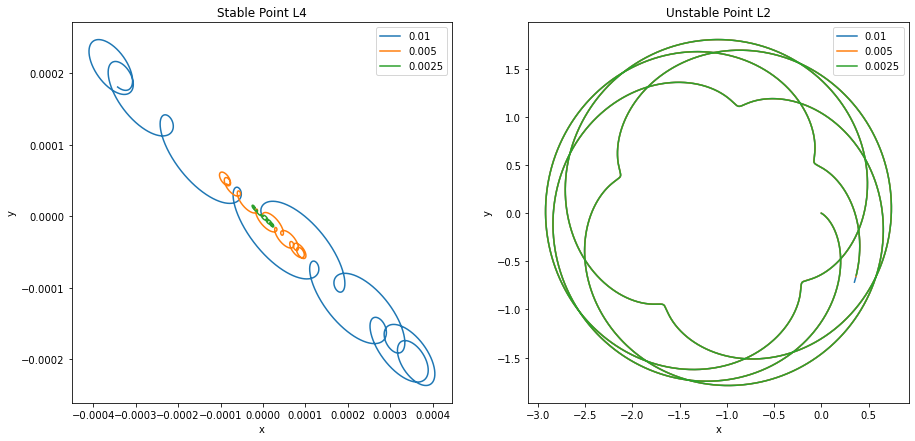 Stable Point L4
0.01
0.005
0.0025
0.0002
0.0001
0.0000
−0.0001
−0.0002
y
−0.0004 −0.0003 −0.0002 −0.0001 0.0000 0.0001 0.0002 0.0003 0.0004
x
Unstable Point L2
0.01
0.005
0.0025
1.5
1.0
0.5
0.0
−0.5
−1.0
−1.5
y
−3.0 −2.5 −2.0 −1.5 −1.0 −0.5 0.0 0.5
x